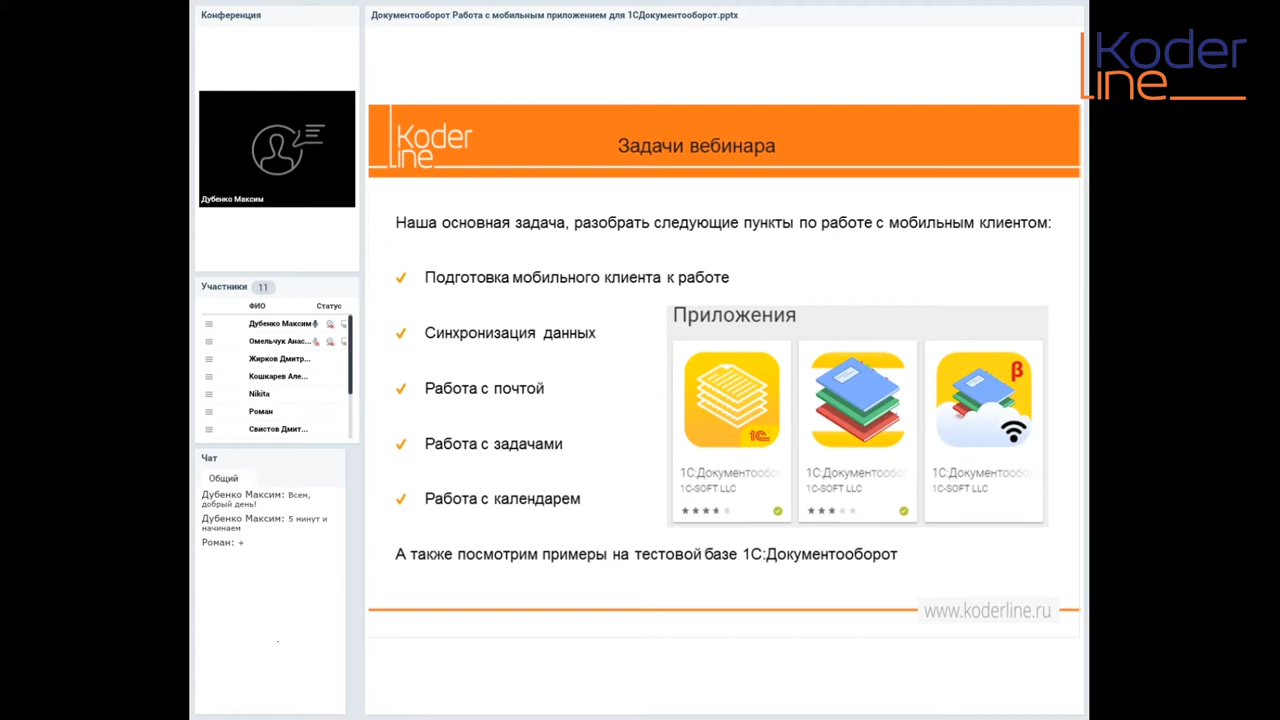 Конференция
Документооборот Работа с мобильным приложением для 1СДокументооборот.pptx
Koder
line
Дубенко Максим
Участники 11
ФИО Статус
Дубенко Максим
Омельчук Анас...
Жирков Дмитр...
Кошкарев Але...
Nikita
Роман
Свистов Дмит...
Чат
Общий
Дубенко Максим: Всем,
добрый день!
Дубенко Максим: 5 минут и
начинаем
Роман: +
Koder
line
Задачи вебинара
Наша основная задача, разобрать следующие пункты по работе с мобильным клиентом:
Подготовка мобильного клиента к работе
Синхронизация данных
Работа с почтой
Работа с задачами
Работа с календарем
Приложения
1С
β
1С:Документообо 1С:Документообо 1С:Документообо
1C-SOFT LLC 1C-SOFT LLC 1C-SOFT LLC
А также посмотрим примеры на тестовой базе 1С:Документооборот
www.koderline.ru